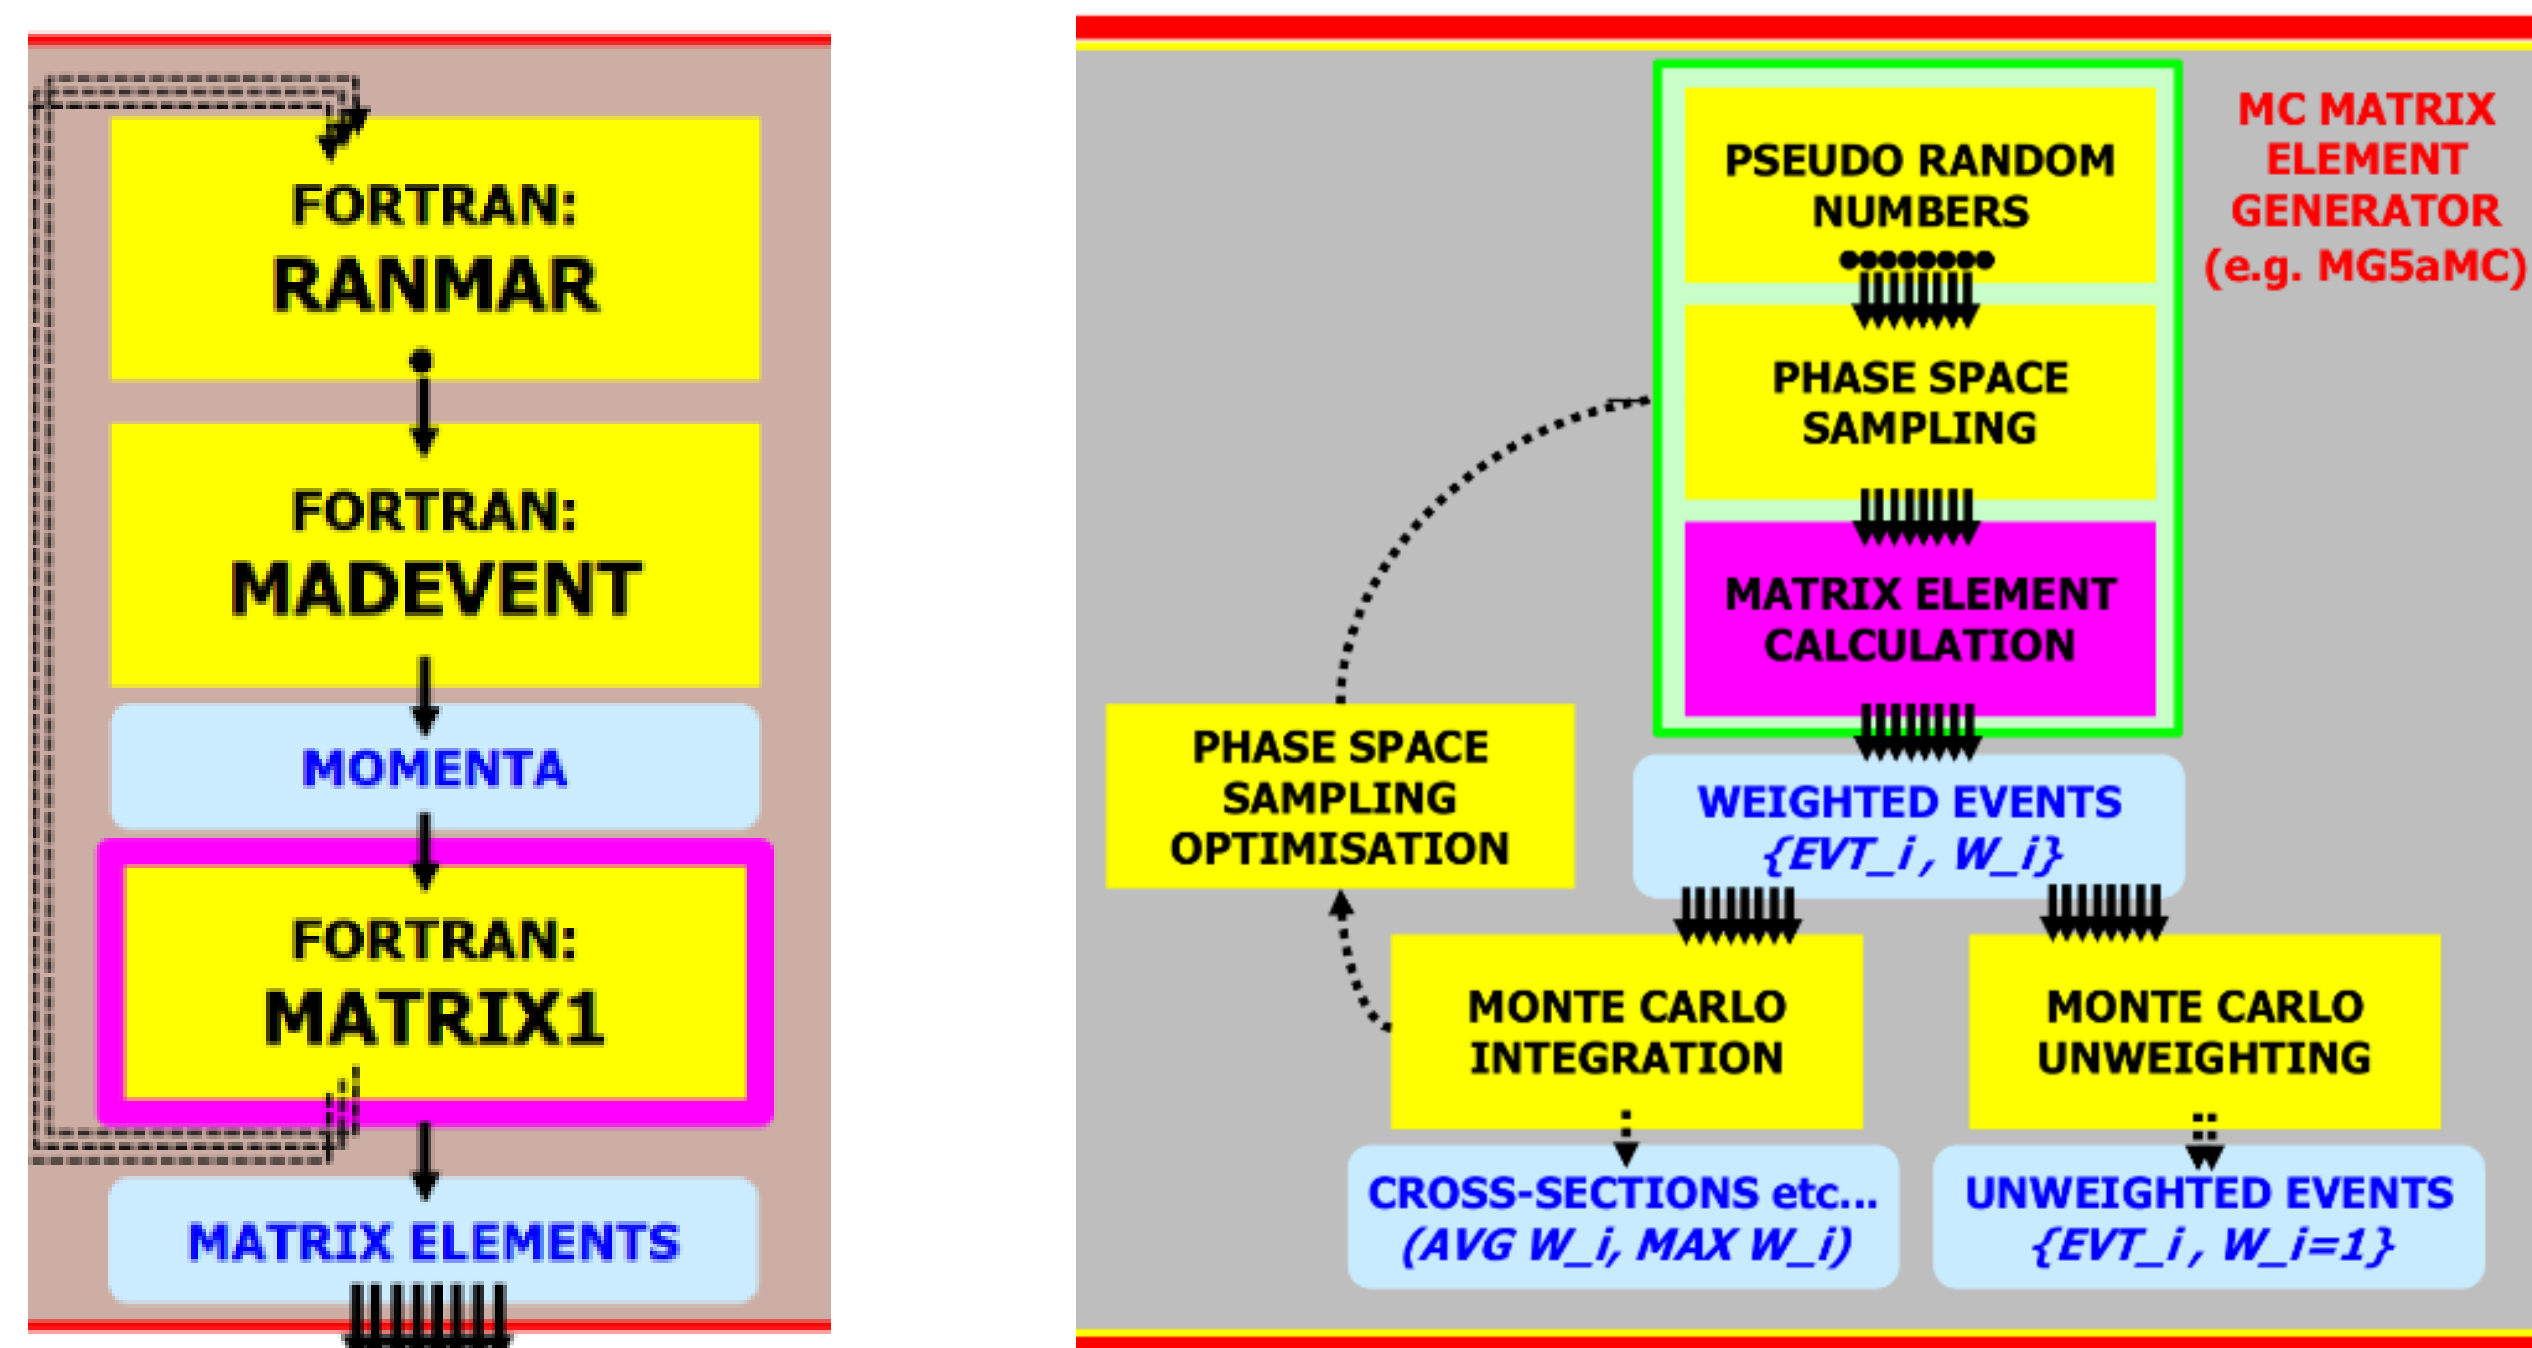 FORTRAN:
RANMAR
FORTRAN:
MADEVENT
MOMENTA
FORTRAN:
MATRIX1
MATRIX ELEMENTS
MC MATRIX
ELEMENT
GENERATOR
(e.g. MG5aMC)
PSEUDO RANDOM
NUMBERS
PHASE SPACE
SAMPLING
MATRIX ELEMENT
CALCULATION
PHASE SPACE
SAMPLING
OPTIMISATION
WEIGHTED EVENTS
{EVT_i , W_i}
MONTE CARLO
INTEGRATION
MONTE CARLO
UNWEIGHTING
CROSS-SECTIONS etc...
(AVG W_i, MAX W_i)
UNWEIGHTED EVENTS
{EVT_i , W_i=1}